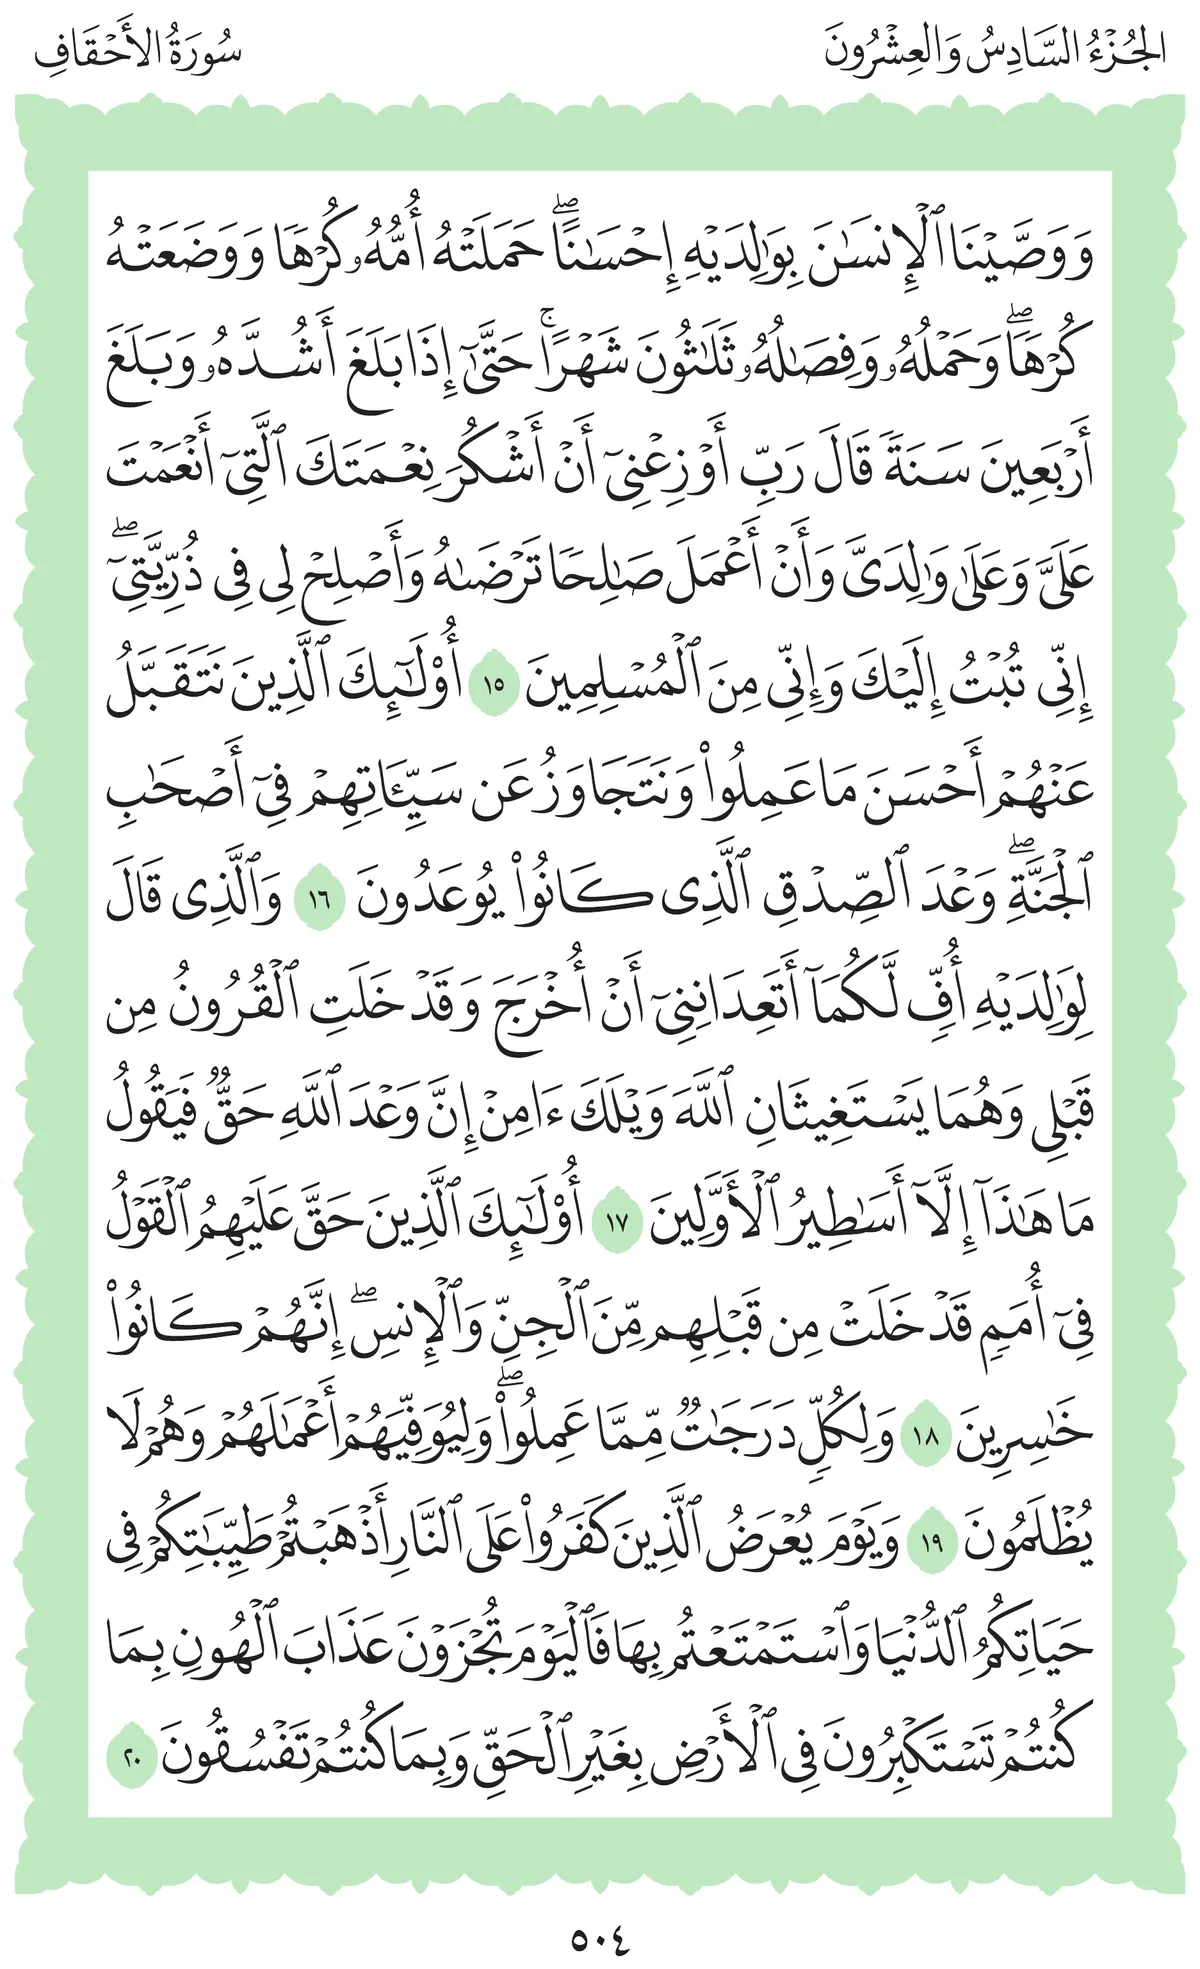 الجُزْءُ السَّادِسُ وَالعِشْرُونَ
سُورَةُ الأَحْقَافِ
وَوَصَّيْنَا ٱلْإِنسَـٰنَ بِوَٰلِدَيْهِ إِحْسَـٰنًا ۖ حَمَلَتْهُ أُمُّهُۥ كُرْهًا وَوَضَعَتْهُ
كُرْهًا ۖ وَحَمْلُهُۥ وَفِصَـٰلُهُۥ ثَلَـٰثُونَ شَهْرًا ۚ حَتَّىٰٓ إِذَا بَلَغَ أَشُدَّهُۥ وَبَلَغَ
أَرْبَعِينَ سَنَةً قَالَ رَبِّ أَوْزِعْنِىٓ أَنْ أَشْكُرَ نِعْمَتَكَ ٱلَّتِىٓ أَنْعَمْتَ
عَلَىَّ وَعَلَىٰ وَٰلِدَىَّ وَأَنْ أَعْمَلَ صَـٰلِحًا تَرْضَىٰهُ وَأَصْلِحْ لِى فِى ذُرِّيَّتِىٓ ۖ
إِنِّى تُبْتُ إِلَيْكَ وَإِنِّى مِنَ ٱلْمُسْلِمِينَ ١٥ أُو۟لَـٰٓئِكَ ٱلَّذِينَ نَتَقَبَّلُ
عَنْهُمْ أَحْسَنَ مَا عَمِلُوا۟ وَنَتَجَاوَزُ عَن سَيِّـَٔاتِهِمْ فِىٓ أَصْحَـٰبِ
ٱلْجَنَّةِ ۖ وَعْدَ ٱلصِّدْقِ ٱلَّذِى كَانُوا۟ يُوعَدُونَ ١٦ وَٱلَّذِى قَالَ
لِوَٰلِدَيْهِ أُفٍّ لَّكُمَآ أَتَعِدَانِنِىٓ أَنْ أُخْرَجَ وَقَدْ خَلَتِ ٱلْقُرُونُ مِن
قَبْلِى وَهُمَا يَسْتَغِيثَانِ ٱللَّهَ وَيْلَكَ ءَامِنْ إِنَّ وَعْدَ ٱللَّهِ حَقٌّ فَيَقُولُ
مَا هَـٰذَآ إِلَّآ أَسَـٰطِيرُ ٱلْأَوَّلِينَ ١٧ أُو۟لَـٰٓئِكَ ٱلَّذِينَ حَقَّ عَلَيْهِمُ ٱلْقَوْلُ
فِىٓ أُمَمٍ قَدْ خَلَتْ مِن قَبْلِهِم مِّنَ ٱلْجِنِّ وَٱلْإِنسِ ۖ إِنَّهُمْ كَانُوا۟
خَـٰسِرِينَ ١٨ وَلِكُلٍّ دَرَجَـٰتٌ مِّمَّا عَمِلُوا۟ ۖ وَلِيُوَفِّيَهُمْ أَعْمَـٰلَهُمْ وَهُمْ لَا
يُظْلَمُونَ ١٩ وَيَوْمَ يُعْرَضُ ٱلَّذِينَ كَفَرُوا۟ عَلَى ٱلنَّارِ أَذْهَبْتُمْ طَيِّبَـٰتِكُمْ فِى
حَيَاتِكُمُ ٱلدُّنْيَا وَٱسْتَمْتَعْتُم بِهَا فَٱلْيَوْمَ تُجْزَوْنَ عَذَابَ ٱلْهُونِ بِمَا
كُنتُمْ تَسْتَكْبِرُونَ فِى ٱلْأَرْضِ بِغَيْرِ ٱلْحَقِّ وَبِمَا كُنتُمْ تَفْسُقُونَ ٢٠
٥٠٤